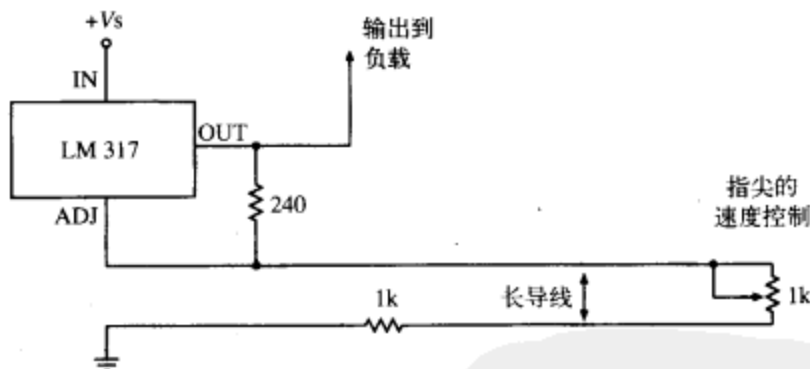 +Vs
输出到
负载
IN
OUT
LM 317
240
ADJ
指尖的
速度控制
1k
长导线
1k